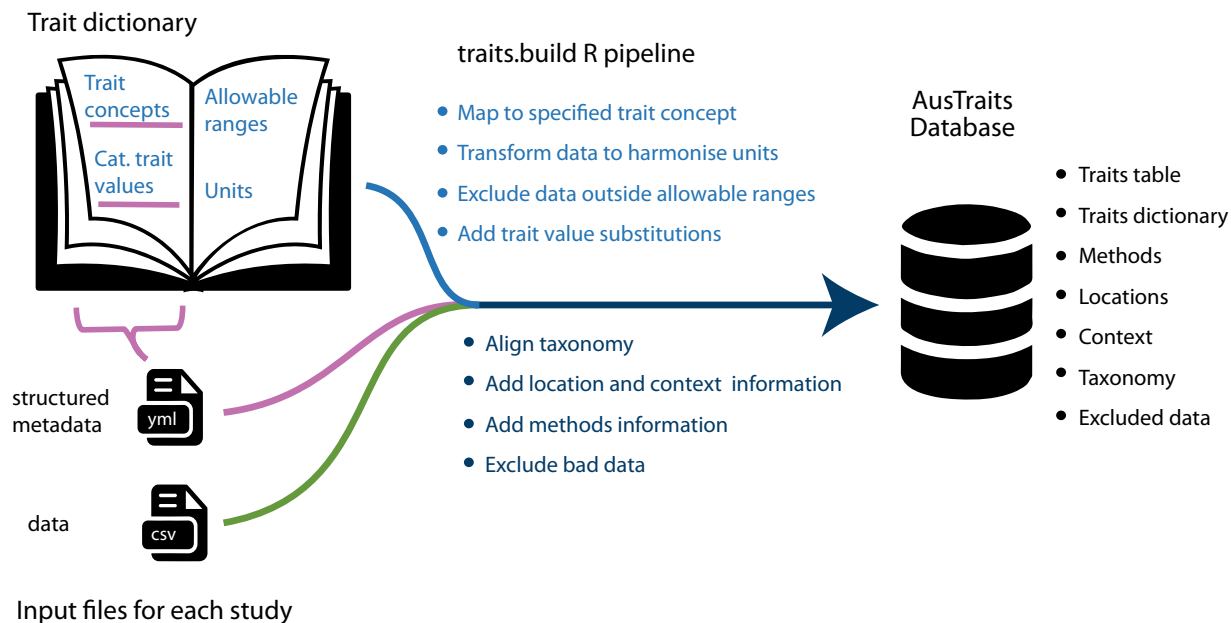 Trait dictionary
Trait
concepts
Allowable
ranges
Cat. trait
values
Units
structured
metadata
yml
data
csv
Input files for each study
traits.build R pipeline
• Map to specified trait concept
• Transform data to harmonise units
• Exclude data outside allowable ranges
• Add trait value substitutions
• Align taxonomy
• Add location and context information
• Add methods information
• Exclude bad data
AusTraits
Database
• Traits table
• Traits dictionary
• Methods
• Locations
• Context
• Taxonomy
• Excluded data